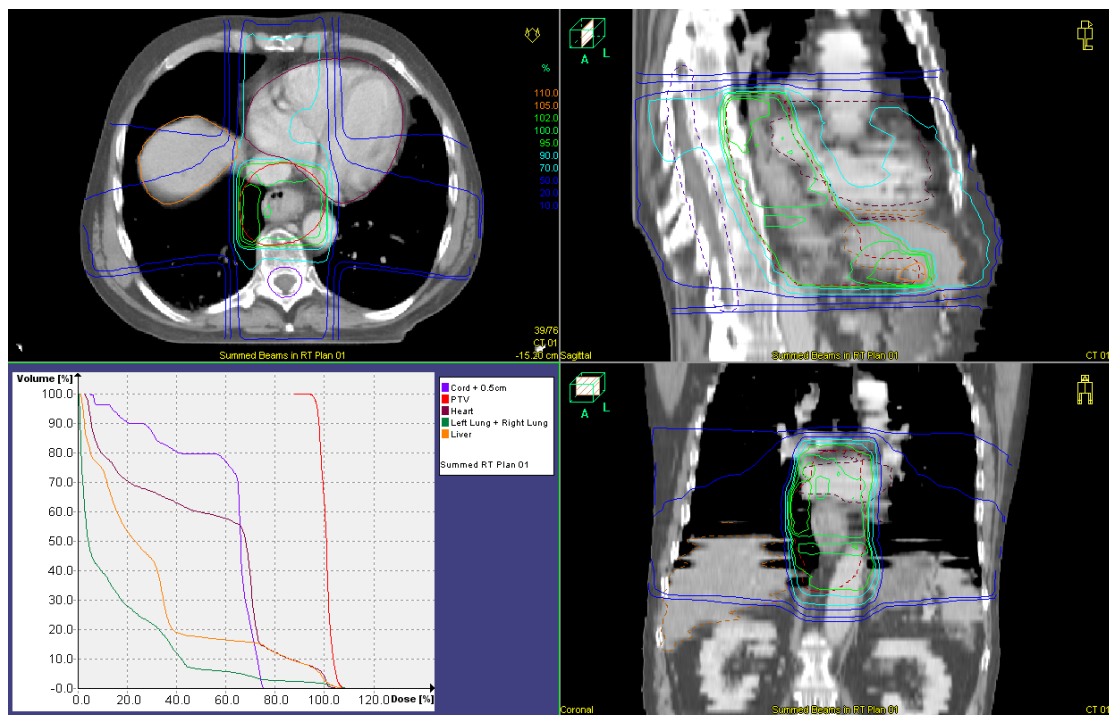 %
110.0
105.0
102.0
100.0
95.0
90.0
70.0
50.0
20.0
10.0
39/76
CT 01
Summed Beams in RT Plan 01
-15.20 cm
A
L
Sagittal
Summed Beams in RT Plan 01
CT 01
Volume [%]
100.0
90.0
80.0
70.0
60.0
50.0
40.0
30.0
20.0
10.0
-0.0
0.0 20.0 40.0 60.0 80.0 100.0 120.0
Dose [%]
Cord + 0.5cm
PTV
Heart
Left Lung + Right Lung
Liver
Summed RT Plan 01
A
L
Coronal
Summed Beams in RT Plan 01
CT 01